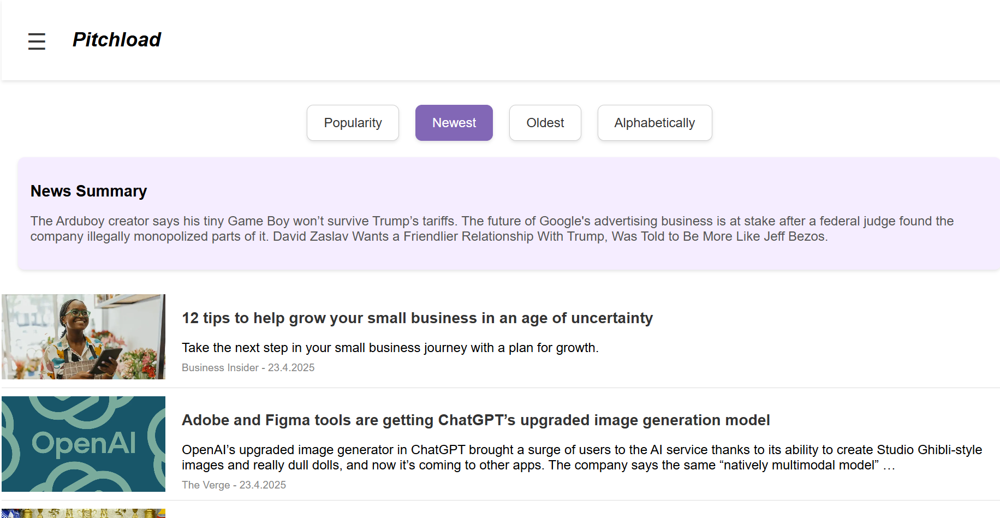 Pitchload
Popularity
Newest
Oldest
Alphabetically
News Summary
The Arduboy creator says his tiny Game Boy won’t survive Trump’s tariffs. The future of Google's advertising business is at stake after a federal judge found the
company illegally monopolized parts of it. David Zaslav Wants a Friendlier Relationship With Trump, Was Told to Be More Like Jeff Bezos.
12 tips to help grow your small business in an age of uncertainty
Take the next step in your small business journey with a plan for growth.
Business Insider - 23.4.2025
OpenAI
Adobe and Figma tools are getting ChatGPT’s upgraded image generation model
OpenAI’s upgraded image generator in ChatGPT brought a surge of users to the AI service thanks to its ability to create Studio Ghibli-style
images and really dull dolls, and now it’s coming to other apps. The company says the same “natively multimodal model” …
The Verge - 23.4.2025